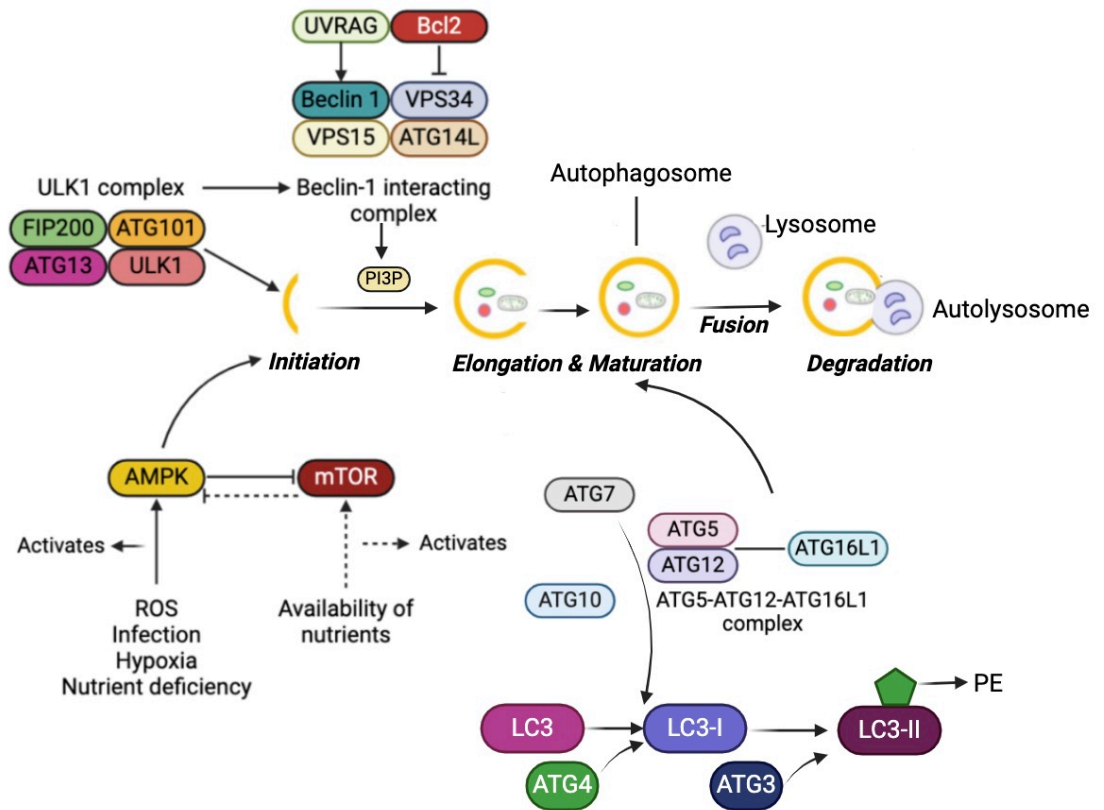 UVRAG
Bcl2
Beclin 1
VPS34
VPS15
ATG14L
ULK1 complex
Beclin-1 interacting
complex
FIP200
ATG101
ATG13
ULK1
PI3P
Autophagosome
Lysosome
Autolysosome
Fusion
Initiation
Elongation & Maturation
Degradation
AMPK
mTOR
Activates
Activates
ROS
Infection
Hypoxia
Nutrient deficiency
Availability of
nutrients
ATG7
ATG5
ATG12
ATG16L1
ATG10
ATG5-ATG12-ATG16L1
complex
PE
LC3
LC3-I
LC3-II
ATG4
ATG3